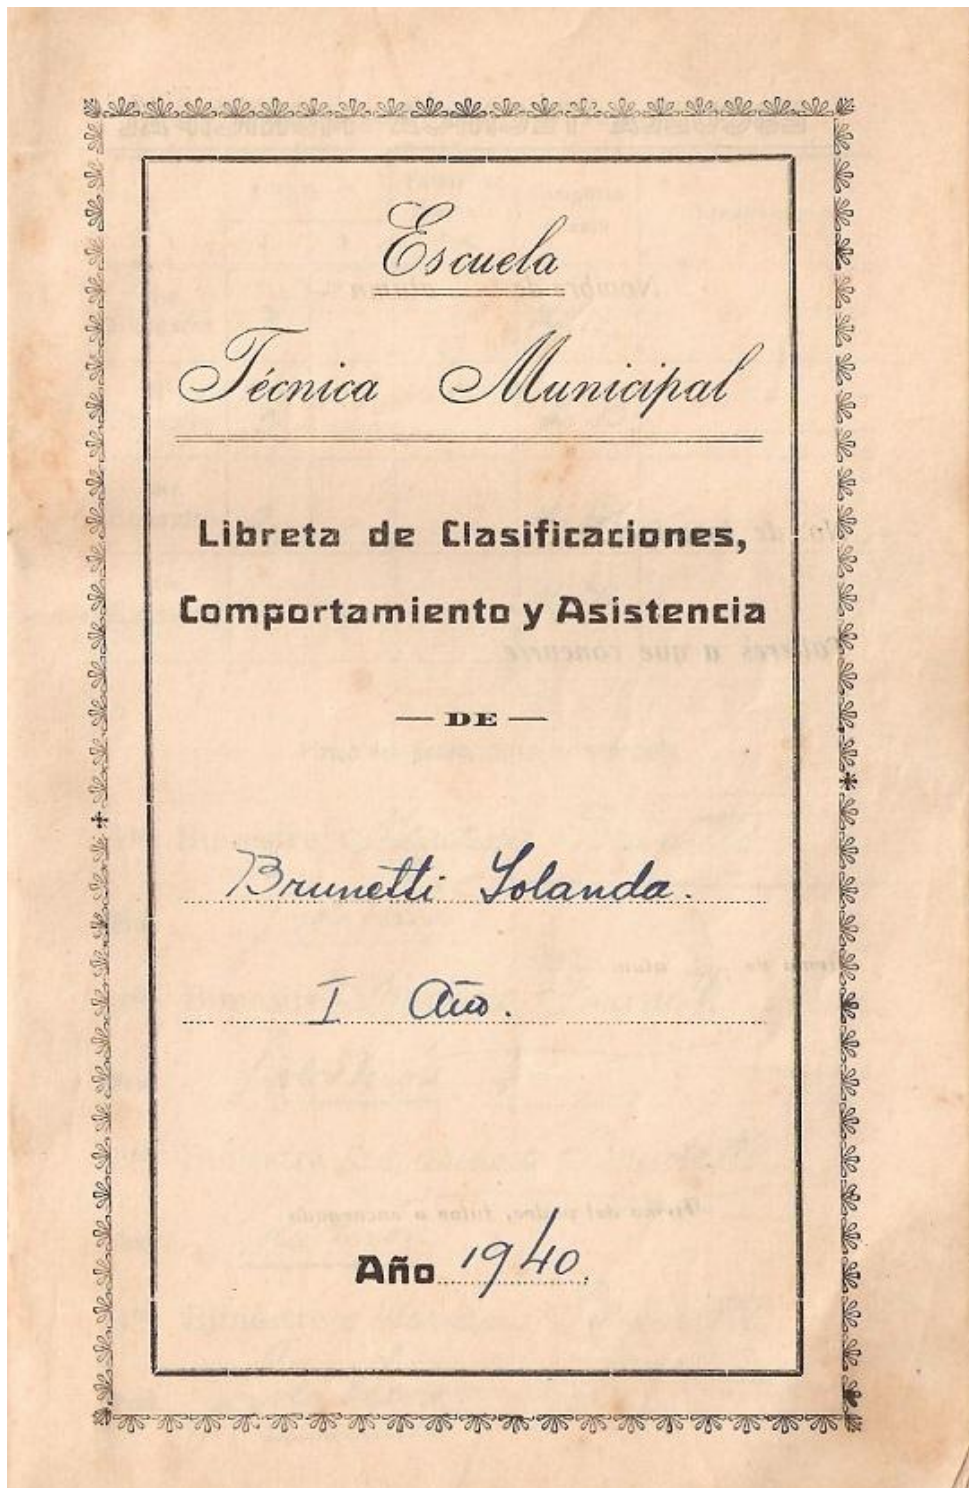 Escuela
Técnica Municipal
Libreta de Clasificaciones,
Comportamiento y Asistencia
— DE —
Brunetti Yolanda.
I Año.
Año 1940.